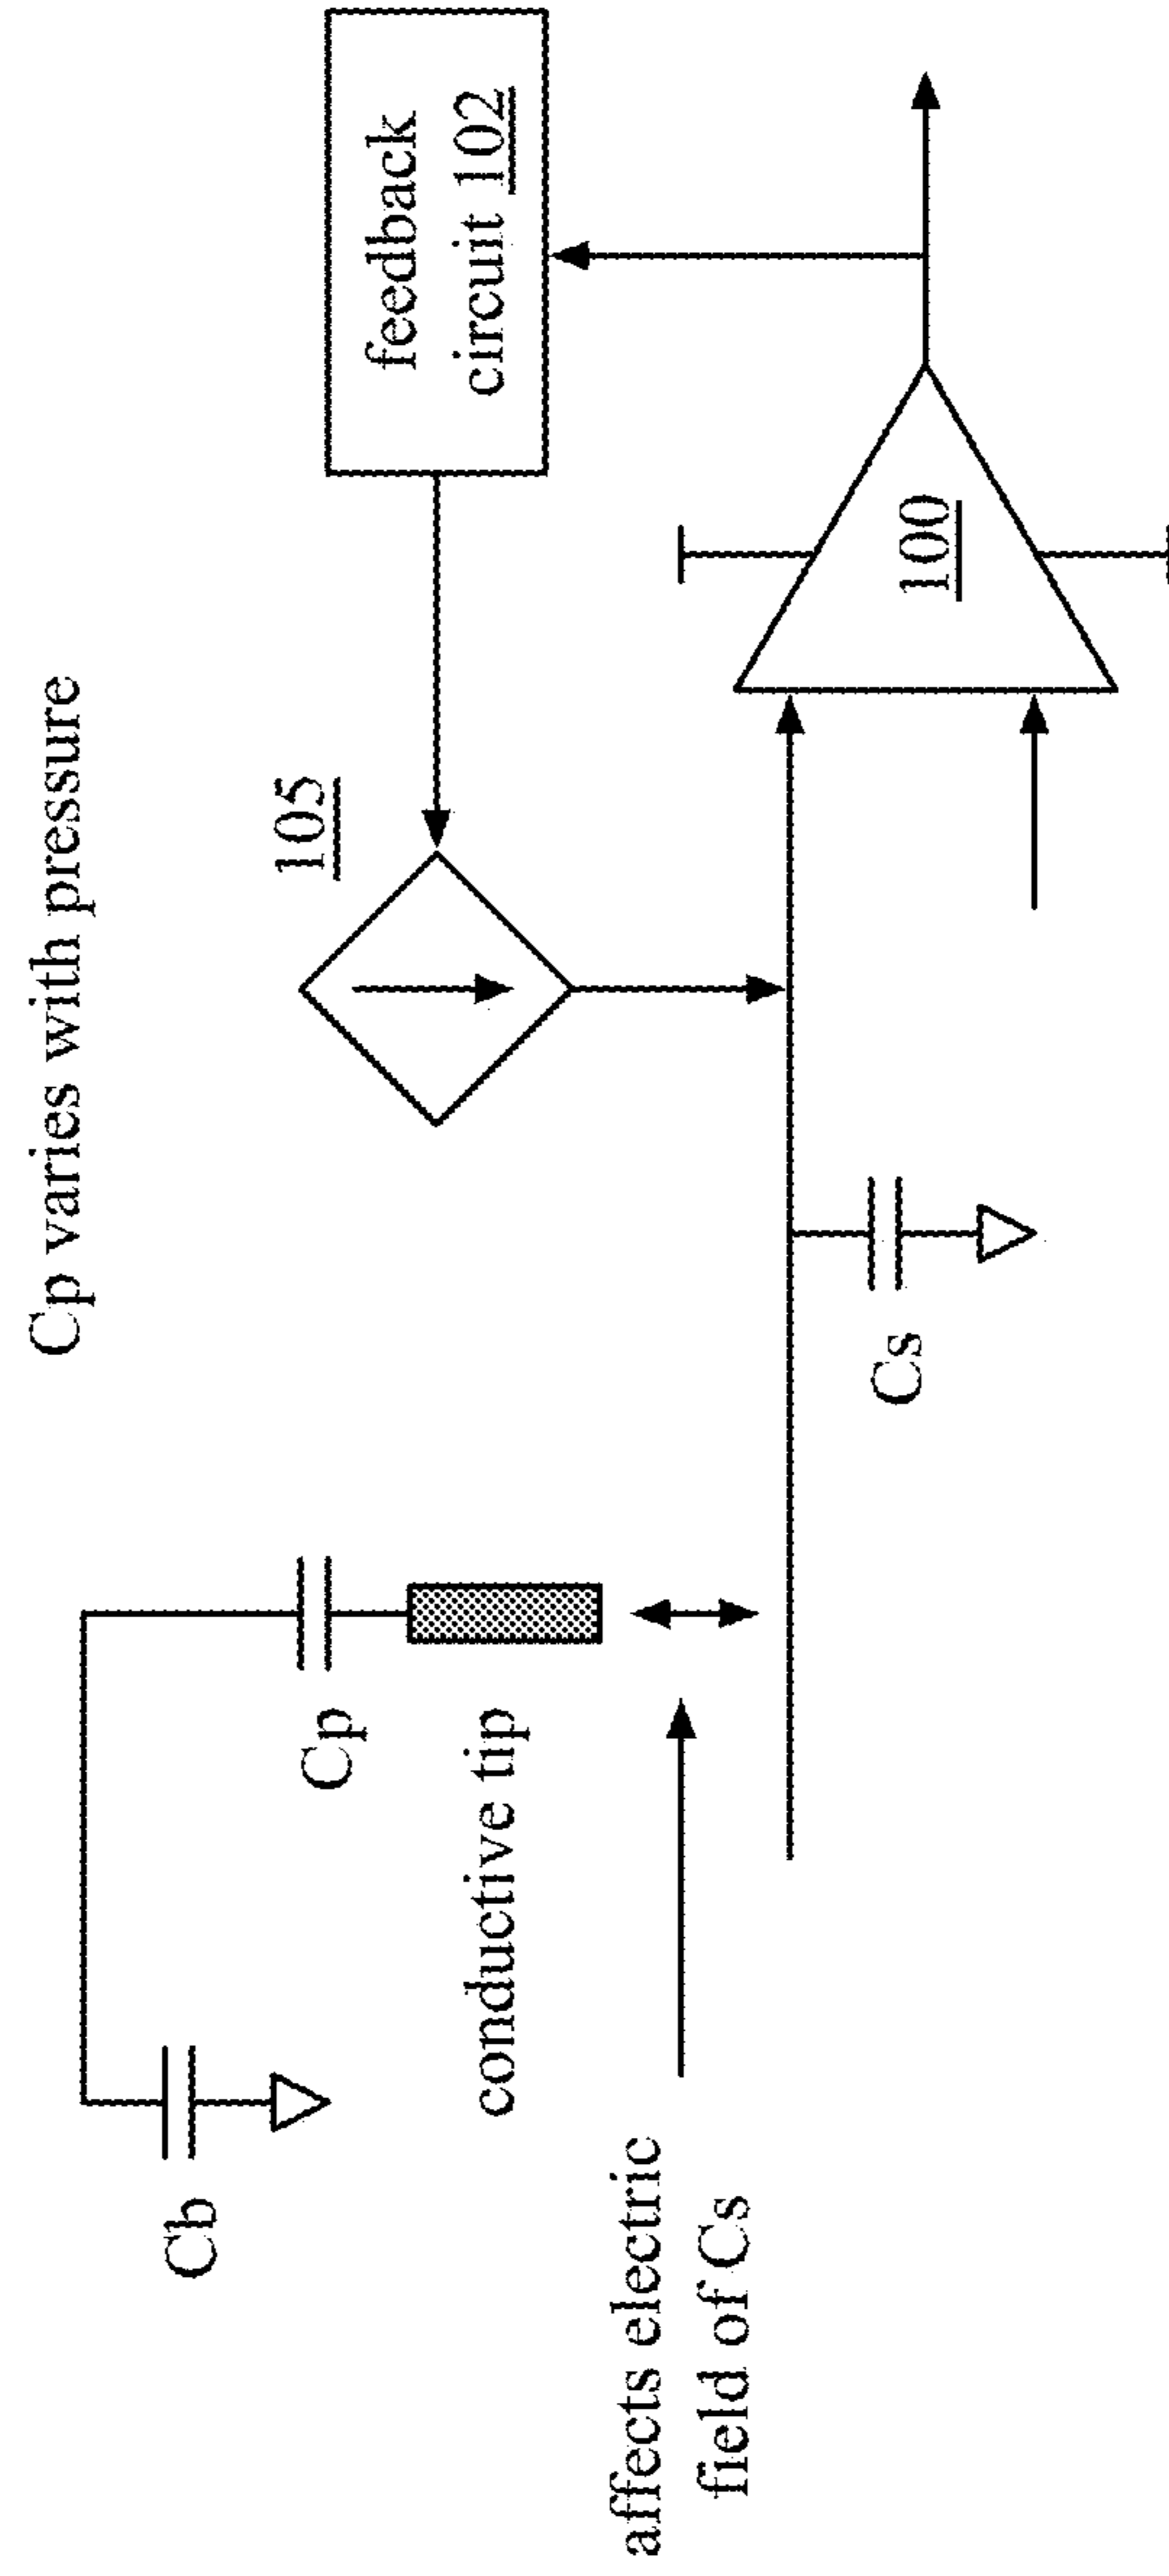 Cp varies with pressure
105
feedback
circuit 102
Cb
Cp
conductive tip
affects electric
field of Cs
Cs
100